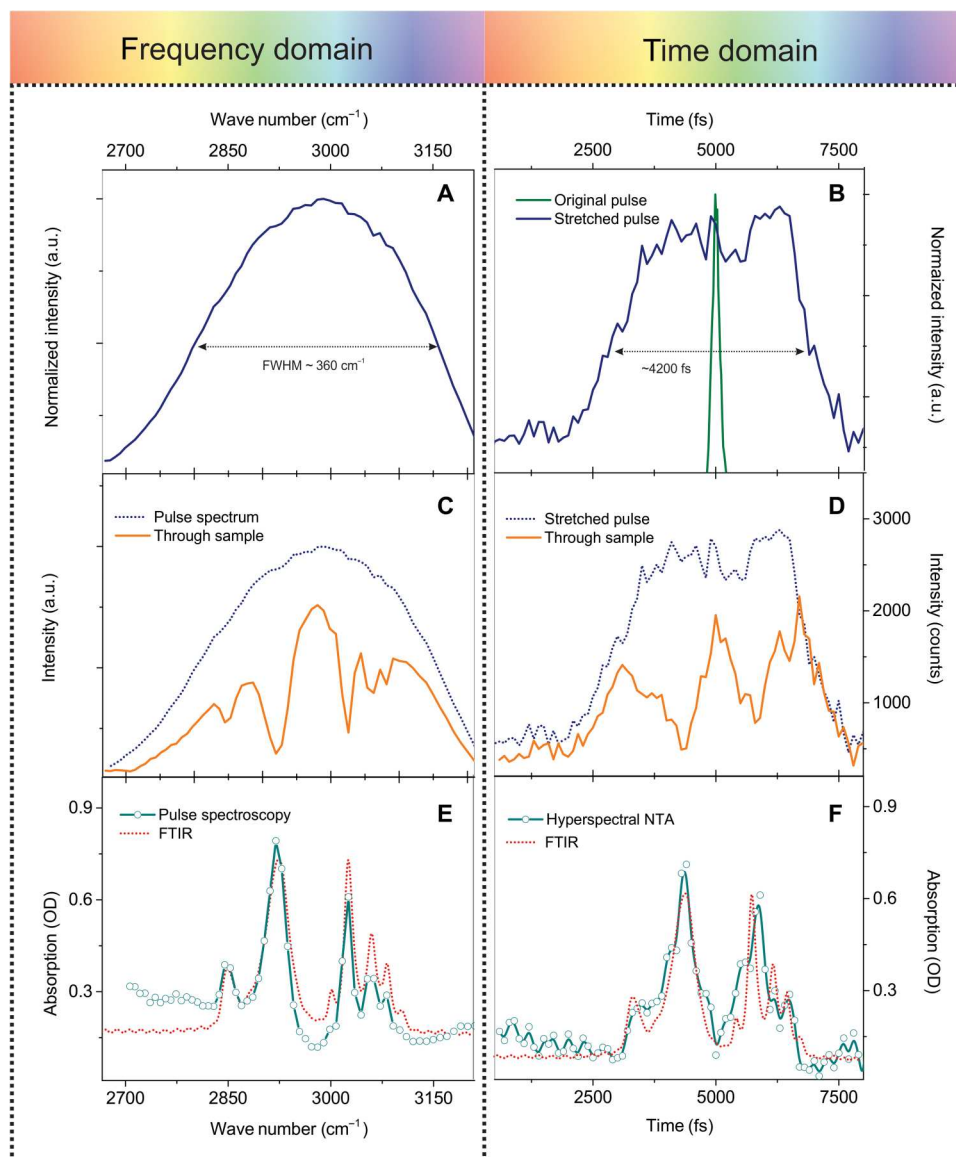 Frequency domain
Time domain
Wave number (cm⁻¹)
2700 2850 3000 3150
Time (fs)
2500 5000 7500
A
Normalized intensity (a.u.)
FWHM ~ 360 cm⁻¹
B
Original pulse
Stretched pulse
~4200 fs
Normaized intensity (a.u.)
C
Pulse spectrum
Through sample
Intensity (a.u.)
D
Stretched pulse
Through sample
3000
2000
1000
Intensity (counts)
E
Pulse spectroscopy
FTIR
0.9
0.6
0.3
Absorption (OD)
2700 2850 3000 3150
Wave number (cm⁻¹)
F
Hyperspectral NTA
FTIR
0.9
0.6
0.3
Absorption (OD)
2500 5000 7500
Time (fs)